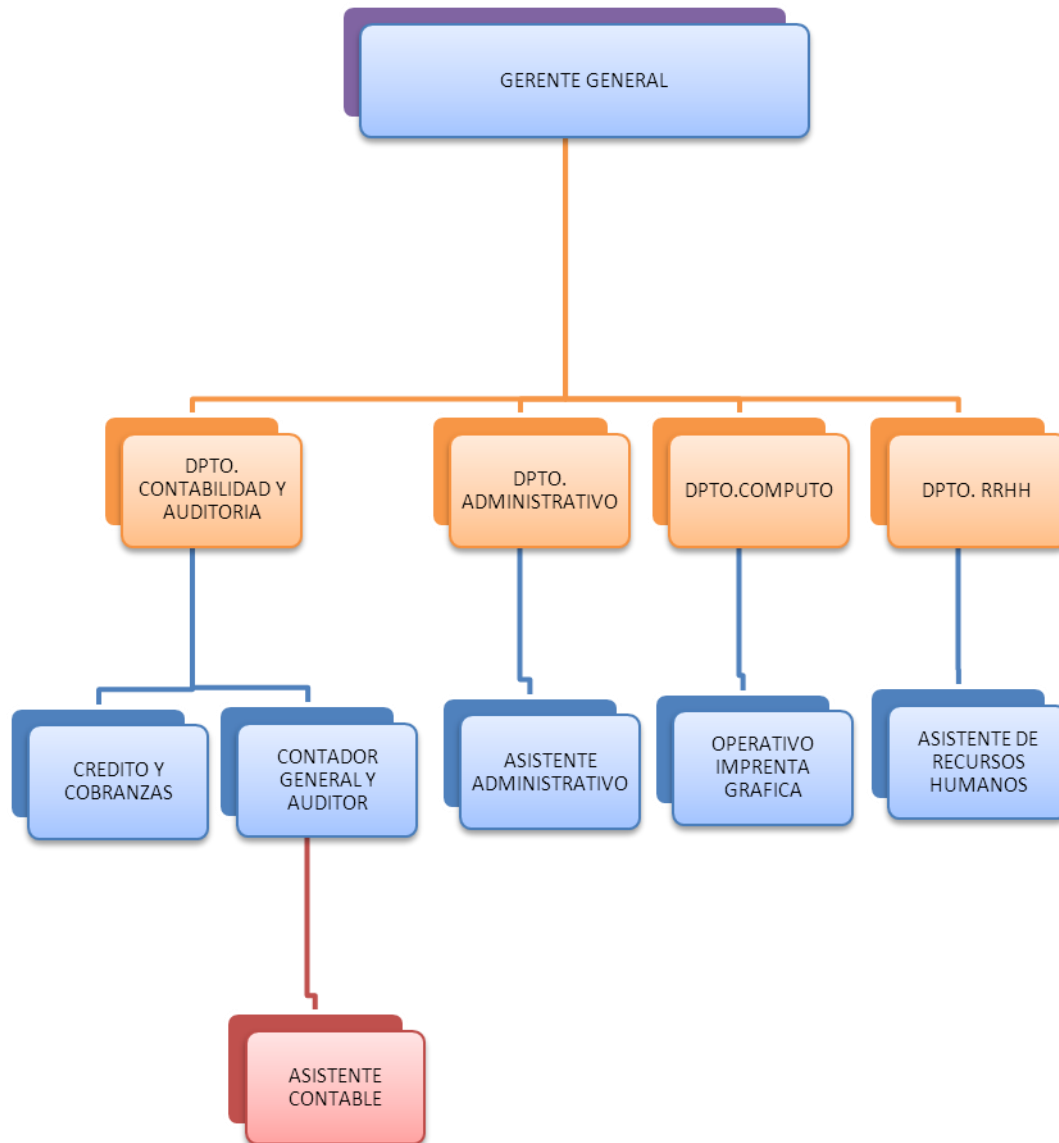 GERENTE GENERAL
DPTO.
CONTABILIDAD Y
AUDITORIA
DPTO.
ADMINISTRATIVO
DPTO.COMPUTO
DPTO. RRHH
CREDITO Y
COBRANZAS
CONTADOR
GENERAL Y
AUDITOR
ASISTENTE
ADMINISTRATIVO
OPERATIVO
IMPRENTA
GRAFICA
ASISTENTE DE
RECURSOS
HUMANOS
ASISTENTE
CONTABLE